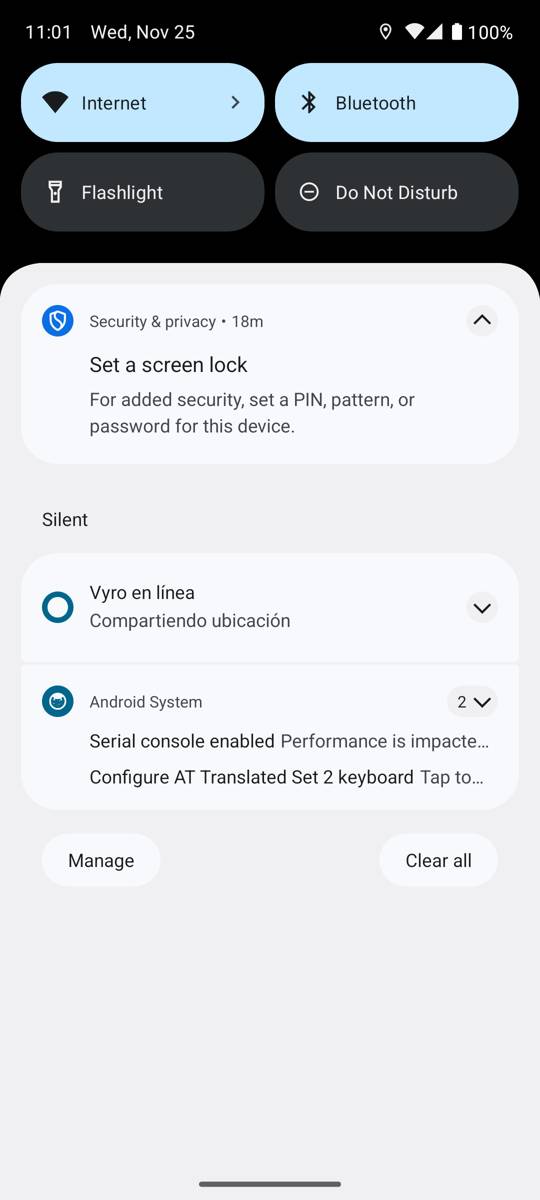 11:01 Wed, Nov 25 100%
Internet
Bluetooth
Flashlight
Do Not Disturb
Security & privacy • 18m
Set a screen lock
For added security, set a PIN, pattern, or
password for this device.
Silent
Vyro en línea
Compartiendo ubicación
Android System
2
Serial console enabled Performance is impacte…
Configure AT Translated Set 2 keyboard Tap to…
Manage
Clear all